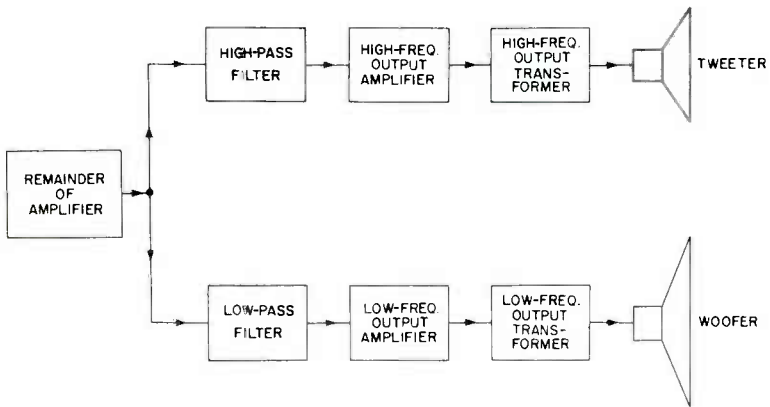 HIGH-PASS
FILTER
HIGH-FREQ.
OUTPUT
AMPLIFIER
HIGH-FREQ.
OUTPUT
TRANS-
FORMER
TWEETER
REMAINDER
OF
AMPLIFIER
LOW-PASS
FILTER
LOW-FREQ.
OUTPUT
AMPLIFIER
LOW-FREQ.
OUTPUT
TRANS-
FORMER
WOOFER